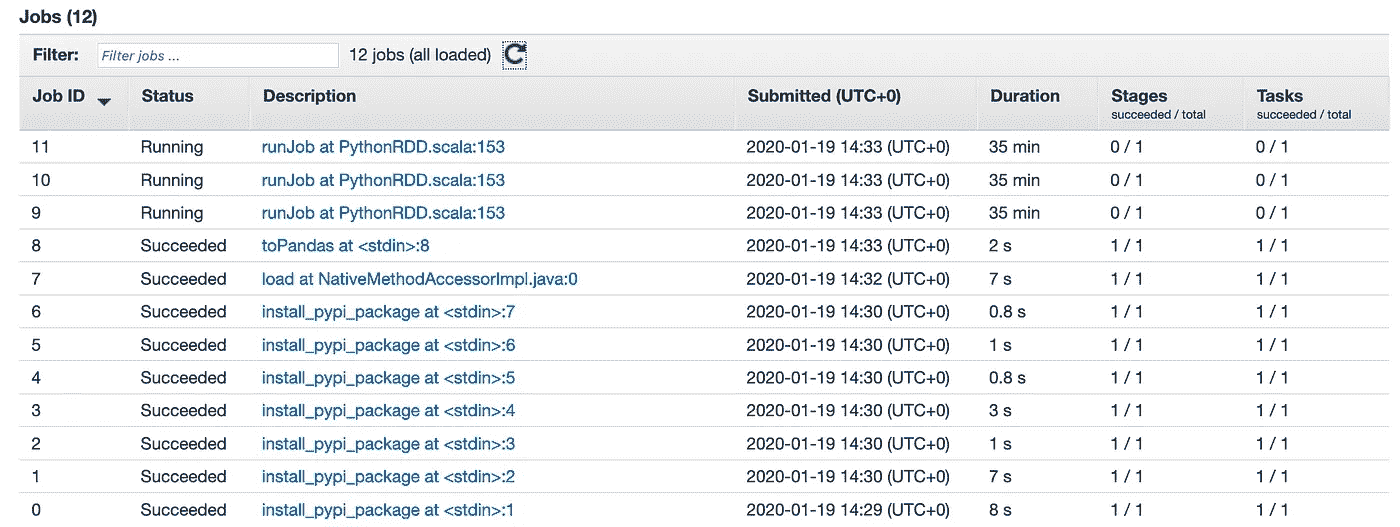 Jobs (12)
Filter: Filter jobs ... 12 jobs (all loaded)
Job ID Status Description Submitted (UTC+0) Duration Stages Tasks
succeeded / total succeeded / total
11 Running runJob at PythonRDD.scala:153 2020-01-19 14:33 (UTC+0) 35 min 0 / 1 0 / 1
10 Running runJob at PythonRDD.scala:153 2020-01-19 14:33 (UTC+0) 35 min 0 / 1 0 / 1
9 Running runJob at PythonRDD.scala:153 2020-01-19 14:33 (UTC+0) 35 min 0 / 1 0 / 1
8 Succeeded toPandas at <stdin>:8 2020-01-19 14:33 (UTC+0) 2 s 1 / 1 1 / 1
7 Succeeded load at NativeMethodAccessorImpl.java:0 2020-01-19 14:32 (UTC+0) 7 s 1 / 1 1 / 1
6 Succeeded install_pypi_package at <stdin>:7 2020-01-19 14:30 (UTC+0) 0.8 s 1 / 1 1 / 1
5 Succeeded install_pypi_package at <stdin>:6 2020-01-19 14:30 (UTC+0) 1 s 1 / 1 1 / 1
4 Succeeded install_pypi_package at <stdin>:5 2020-01-19 14:30 (UTC+0) 0.8 s 1 / 1 1 / 1
3 Succeeded install_pypi_package at <stdin>:4 2020-01-19 14:30 (UTC+0) 3 s 1 / 1 1 / 1
2 Succeeded install_pypi_package at <stdin>:3 2020-01-19 14:30 (UTC+0) 1 s 1 / 1 1 / 1
1 Succeeded install_pypi_package at <stdin>:2 2020-01-19 14:30 (UTC+0) 7 s 1 / 1 1 / 1
0 Succeeded install_pypi_package at <stdin>:1 2020-01-19 14:29 (UTC+0) 8 s 1 / 1 1 / 1